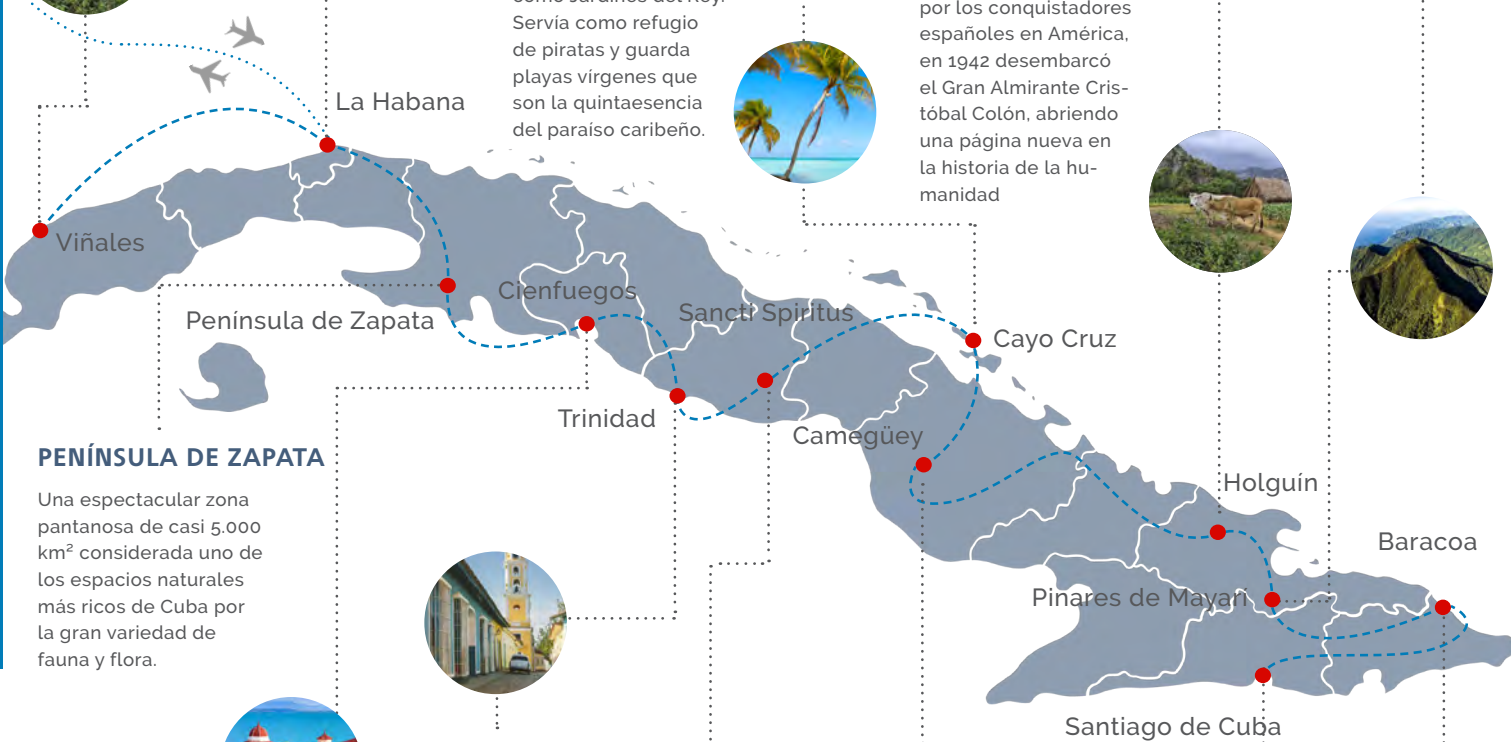 como Jardines del Rey.
Servía como refugio
de piratas y guarda
playas vírgenes que
son la quintaesencia
del paraíso caribeño.
por los conquistadores
españoles en América,
en 1942 desembarcó
el Gran Almirante Cris-
tóbal Colón, abriendo
una página nueva en
la historia de la hu-
manidad
La Habana
Viñales
Península de Zapata
Cienfuegos
Sancti Spiritus
Cayo Cruz
Trinidad
Camegüey
Holguín
Baracoa
Pinares de Mayarí
Santiago de Cuba
PENÍNSULA DE ZAPATA
Una espectacular zona
pantanosa de casi 5.000
km² considerada uno de
los espacios naturales
más ricos de Cuba por
la gran variedad de
fauna y flora.